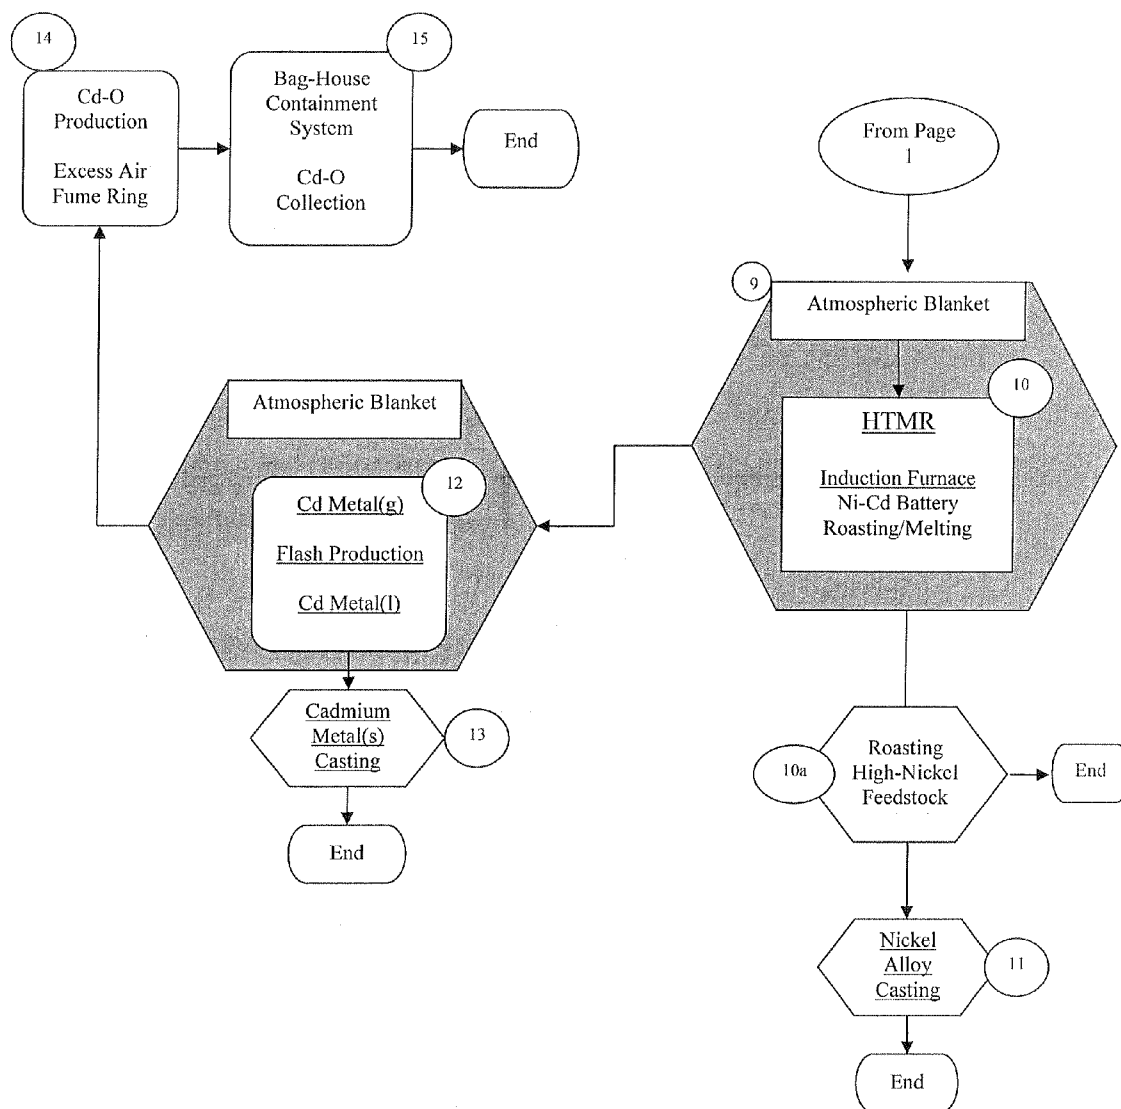 14
Cd-O
Production
Excess Air
Fume Ring
15
Bag-House
Containment
System
Cd-O
Collection
End
From Page
1
9
Atmospheric Blanket
10
HTMR
Induction Furnace
Ni-Cd Battery
Roasting/Melting
Atmospheric Blanket
12
Cd Metal(g)
Flash Production
Cd Metal(l)
Cadmium
Metal(s)
Casting
13
End
10a
Roasting
High-Nickel
Feedstock
End
Nickel
Alloy
Casting
11
End